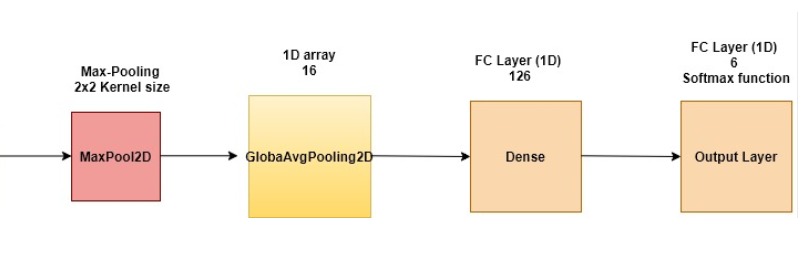 Max-Pooling
2x2 Kernel size
MaxPool2D
1D array
16
GlobaAvgPooling2D
FC Layer (1D)
126
Dense
FC Layer (1D)
6
Softmax function
Output Layer